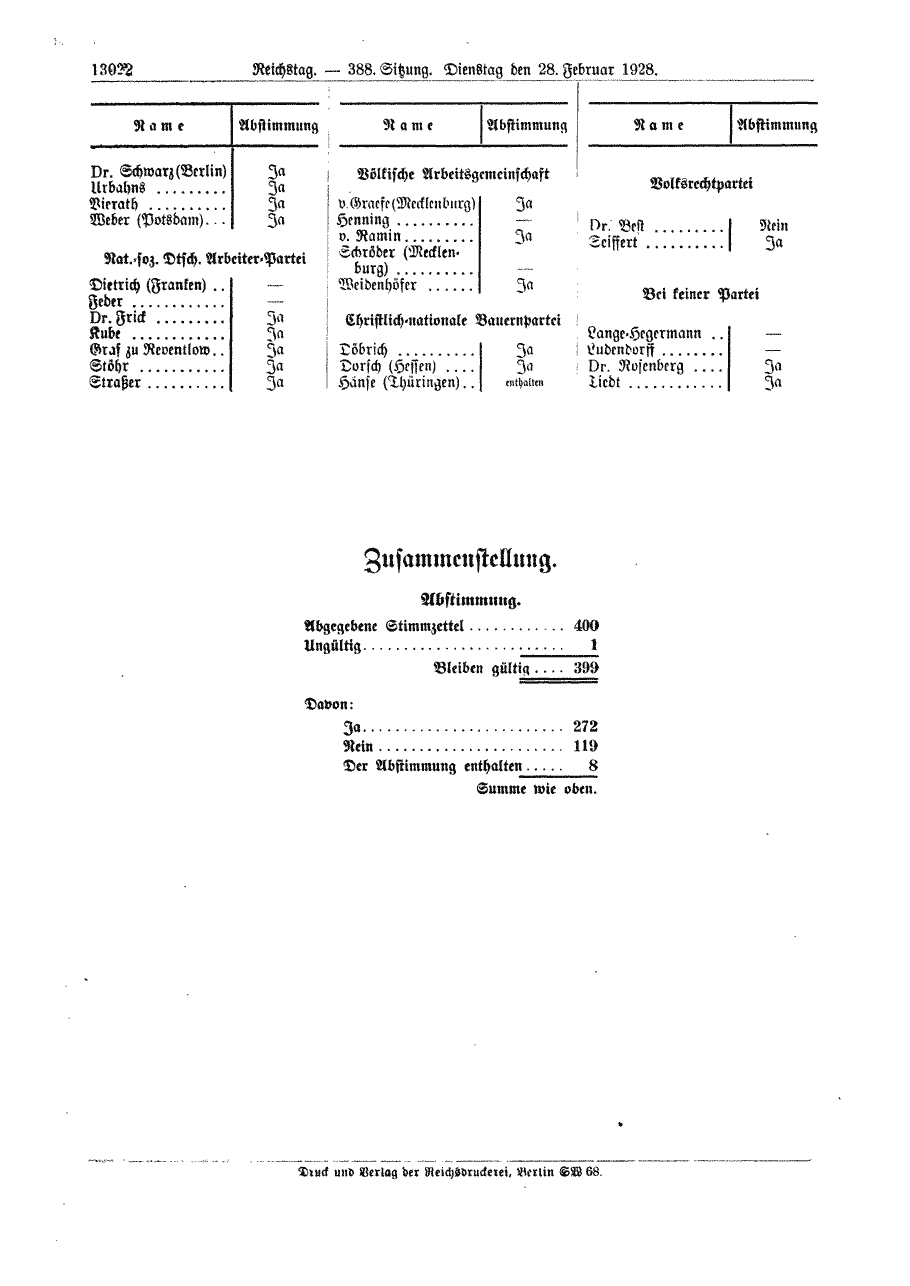 13022 Reichstag. — 388. Sitzung. Dienstag den 28. Februar 1928.
Name Abstimmung
Dr. Schwarz (Berlin) Ja
Urbahns ......... Ja
Vierath .......... Ja
Weber (Potsdam)... Ja
Nat.-soz. Dtsch. Arbeiter-Partei
Dietrich (Franken) .. —
Feder ............ —
Dr. Frick ......... Ja
Kube ............ Ja
Graf zu Reventlow.. Ja
Stöhr ........... Ja
Straßer .......... Ja
Name Abstimmung
Völkische Arbeitsgemeinschaft
v. Graefe (Mecklenburg) Ja
Henning .......... —
v. Ramin......... Ja
Schröder (Mecklen-
burg) .......... —
Weidenhöfer ...... Ja
Christlich-nationale Bauernpartei
Döbrich .......... Ja
Dorsch (Hessen) .... Ja
Hänse (Thüringen).. enthalten
Name Abstimmung
Volksrechtpartei
Dr. Best ......... Nein
Seiffert .......... Ja
Bei keiner Partei
Lange-Hegermann .. —
Ludendorff ........ —
Dr. Rosenberg .... Ja
Tiedt ............ Ja
Zusammenstellung.
Abstimmung.
Abgegebene Stimmzettel ............ 400
Ungültig......................... 1
Bleiben gültig .... 399
Davon:
Ja......................... 272
Nein ....................... 119
Der Abstimmung enthalten ..... 8
Summe wie oben.
Druck und Verlag der Reichsdruckerei, Berlin SW 68.